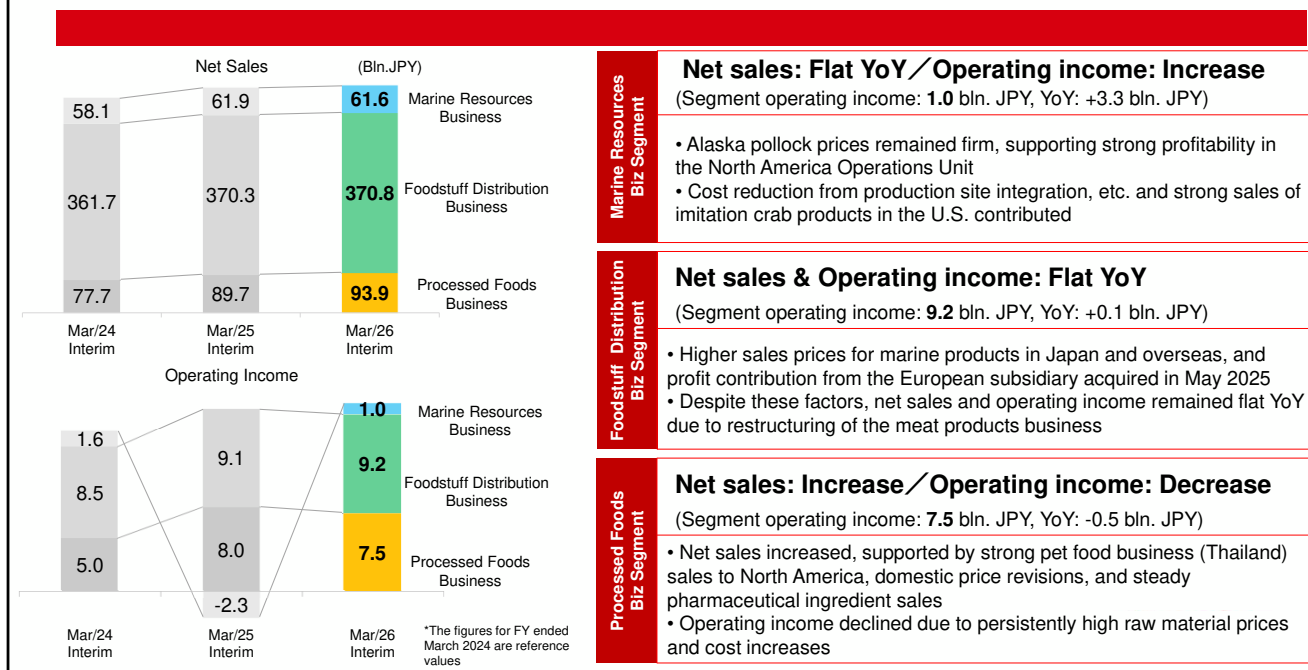 Net Sales
(Bln.JPY)
58.1
61.9
61.6
Marine Resources
Business
361.7
370.3
370.8
Foodstuff Distribution
Business
77.7
89.7
93.9
Processed Foods
Business
Mar/24
Interim
Mar/25
Interim
Mar/26
Interim
Operating Income
1.6
8.5
5.0
9.1
8.0
-2.3
1.0
9.2
7.5
Marine Resources
Business
Foodstuff Distribution
Business
Processed Foods
Business
Mar/24
Interim
Mar/25
Interim
Mar/26
Interim
*The figures for FY ended
March 2024 are reference
values
Marine Resources
Biz Segment
Net sales: Flat YoY／Operating income: Increase
(Segment operating income: 1.0 bln. JPY, YoY: +3.3 bln. JPY)
• Alaska pollock prices remained firm, supporting strong profitability in
the North America Operations Unit
• Cost reduction from production site integration, etc. and strong sales of
imitation crab products in the U.S. contributed
Foodstuff Distribution
Biz Segment
Net sales & Operating income: Flat YoY
(Segment operating income: 9.2 bln. JPY, YoY: +0.1 bln. JPY)
• Higher sales prices for marine products in Japan and overseas, and
profit contribution from the European subsidiary acquired in May 2025
• Despite these factors, net sales and operating income remained flat YoY
due to restructuring of the meat products business
Processed Foods
Biz Segment
Net sales: Increase／Operating income: Decrease
(Segment operating income: 7.5 bln. JPY, YoY: -0.5 bln. JPY)
• Net sales increased, supported by strong pet food business (Thailand)
sales to North America, domestic price revisions, and steady
pharmaceutical ingredient sales
• Operating income declined due to persistently high raw material prices
and cost increases